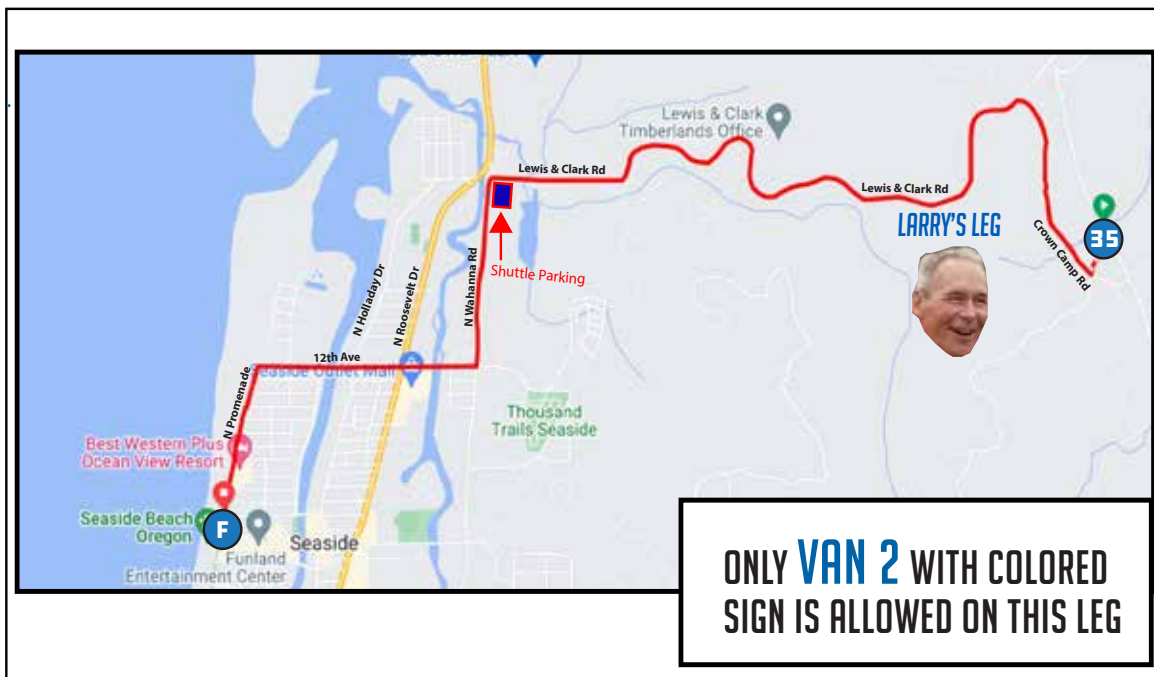 Lewis & Clark
Timberlands Office
Lewis & Clark Rd
Lewis & Clark Rd
LARRY'S LEG
35
Crown Camp Rd
Shuttle Parking
N Wahanna Rd
N Holladay Dr
N Roosevelt Dr
12th Ave
Seaside Outlet Mall
N Promenade
Thousand
Trails Seaside
Best Western Plus
Ocean View Resort
Seaside Beach
Oregon
F
Funland
Entertainment Center
Seaside
ONLY VAN 2 WITH COLORED
SIGN IS ALLOWED ON THIS LEG